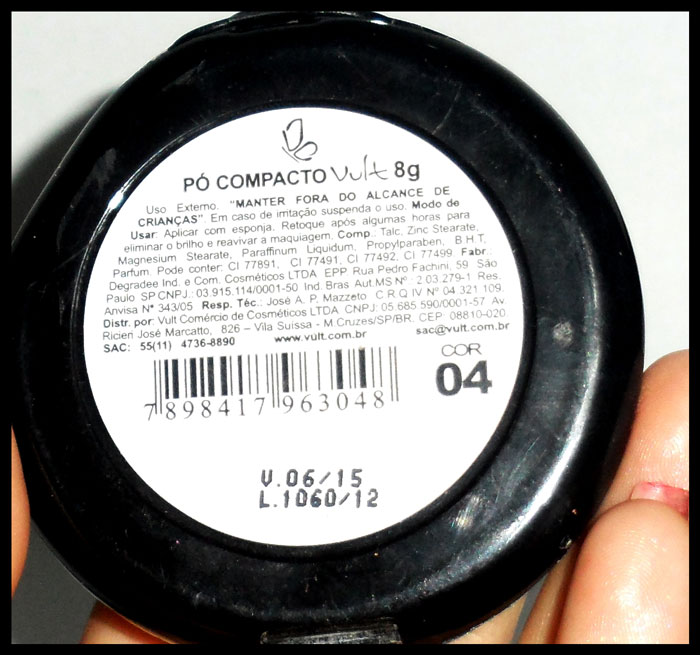 PÓ COMPACTO Vult 8g
Uso Externo. "MANTER FORA DO ALCANCE DE
CRIANÇAS". Em caso de irritação suspenda o uso. Modo de
Usar: Aplicar com esponja. Retoque após algumas horas para
eliminar o brilho e reavivar a maquiagem. Comp.: Talc, Zinc Stearate,
Magnesium Stearate, Paraffinum Liquidum, Propylparaben, B.H.T,
Parfum. Pode conter: CI 77891, CI 77491, CI 77492, CI 77499. Fabr.:
Degradee Ind. e Com. Cosméticos LTDA EPP Rua Pedro Fachini, 59 São
Paulo SP CNPJ.: 03.915.114/0001-50 Ind. Bras. Aut.MS Nº.: 2.03.279-1 Res.
Anvisa Nº 343/05 Resp. Téc.: José A. P. Mazzeto C R Q IV Nº 04.321.109.
Distr. por: Vult Comércio de Cosméticos LTDA CNPJ: 05.685.590/0001-57 Av.
Ricien José Marcatto, 826 – Vila Suissa - M.Cruzes/SP/BR. CEP 08810-020
SAC: 55(11) 4736-8890 www.vult.com.br sac@vult.com.br
COR
04
7 898417 963048
V.06/15
L.1060/12